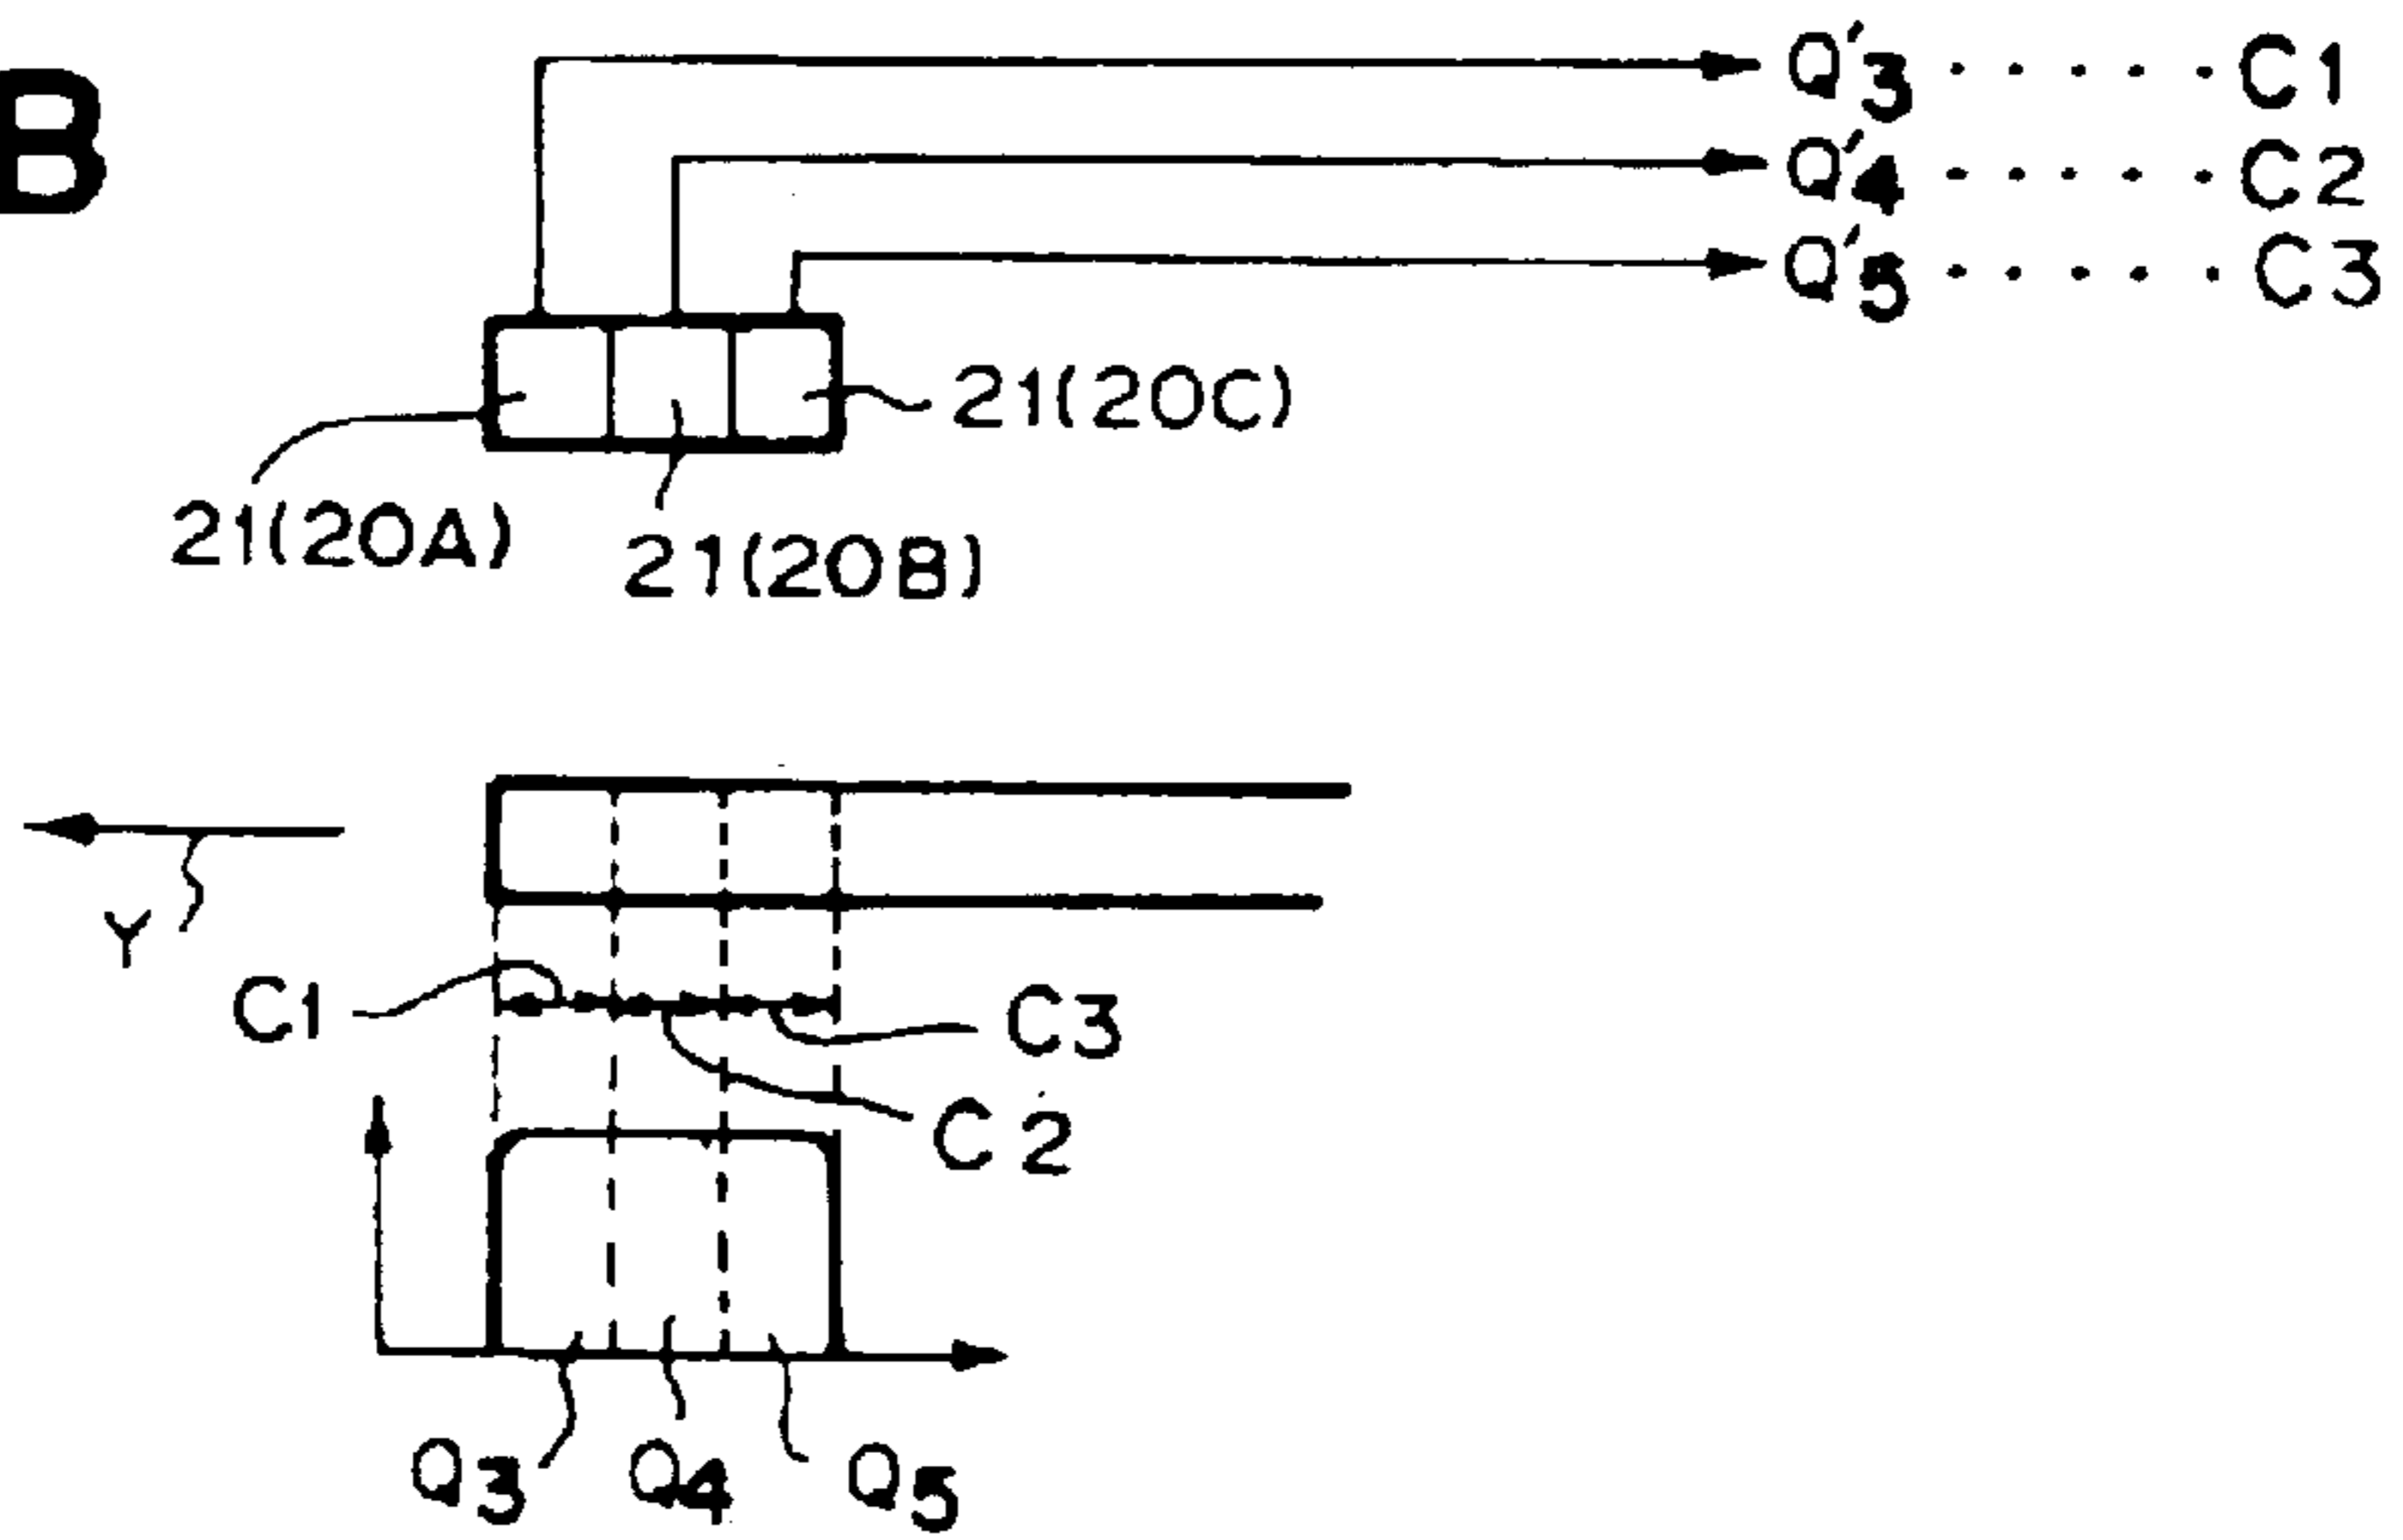 B
Q'3 · · · · · C1
Q'4 · · · · · C2
Q'5 · · · · · C3
21(20C)
21(20A)
21(20B)
Y
C1
C3
C2
Q3 Q4 Q5